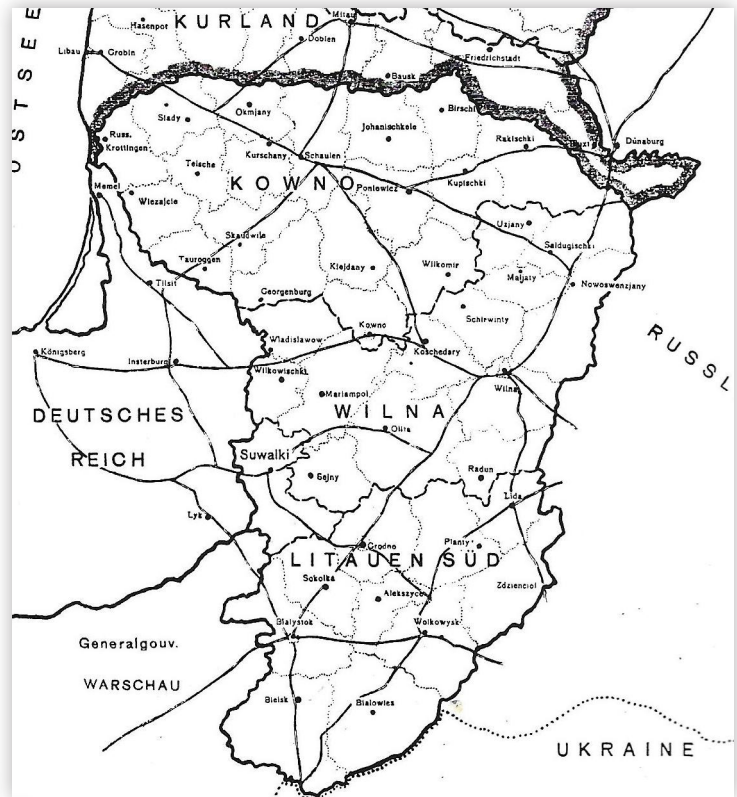 KURLAND
Hasenpot
Mitau
Doblen
Libau
Grobin
Friedrichstadt
Bausk
OSTSEE
Okmjany
Birschi
Johanischkele
Russ.
Krottingen
Kurschany
Schaulen
Rakischki
Dünaburg
Telsche
KOWNO
Kupischki
Poniewicz
Memel
Wiezajcie
Skaudwile
Uzjany
Saldugischki
Tauroggen
Kiejdany
Wilkomir
Maljaty
Tilsit
Nowoswenzjany
Georgenburg
Schirwinty
RUSSL
Wladislawow
Kowno
Koschedary
Königsberg
Insterburg
Wilkowischki
Wilna
Mariampol
DEUTSCHES
REICH
WILNA
Olita
Suwalki
Sejny
Radun
Lyk
Lida
Planty
Grodno
LITAUEN SÜD
Sokolka
Alekszyce
Zdzienciol
Bialystok
Wolkowysk
Generalgouv.
WARSCHAU
Bielsk
Bialowies
UKRAINE